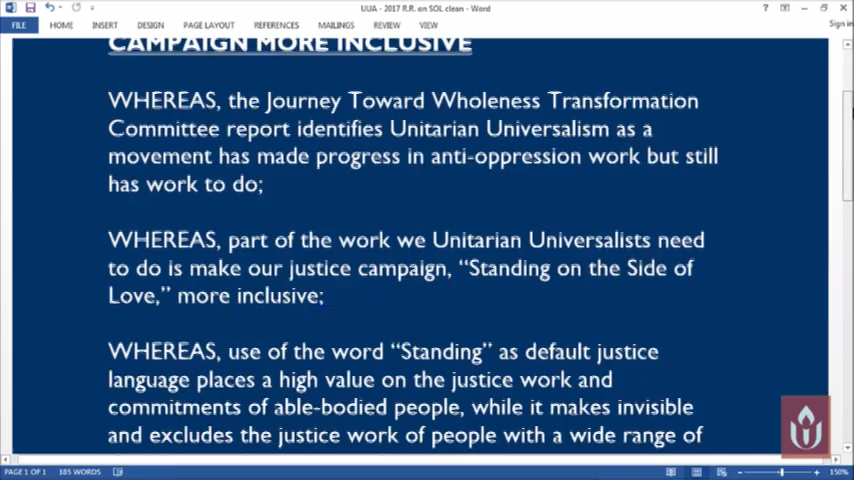 UUA - 2017 R.R. on SOL clean - Word
Sign in
FILE HOME INSERT DESIGN PAGE LAYOUT REFERENCES MAILINGS REVIEW VIEW
CAMPAIGN MORE INCLUSIVE
WHEREAS, the Journey Toward Wholeness Transformation
Committee report identifies Unitarian Universalism as a
movement has made progress in anti-oppression work but still
has work to do;
WHEREAS, part of the work we Unitarian Universalists need
to do is make our justice campaign, “Standing on the Side of
Love,” more inclusive;
WHEREAS, use of the word “Standing” as default justice
language places a high value on the justice work and
commitments of able-bodied people, while it makes invisible
and excludes the justice work of people with a wide range of
PAGE 1 OF 1 185 WORDS 150%